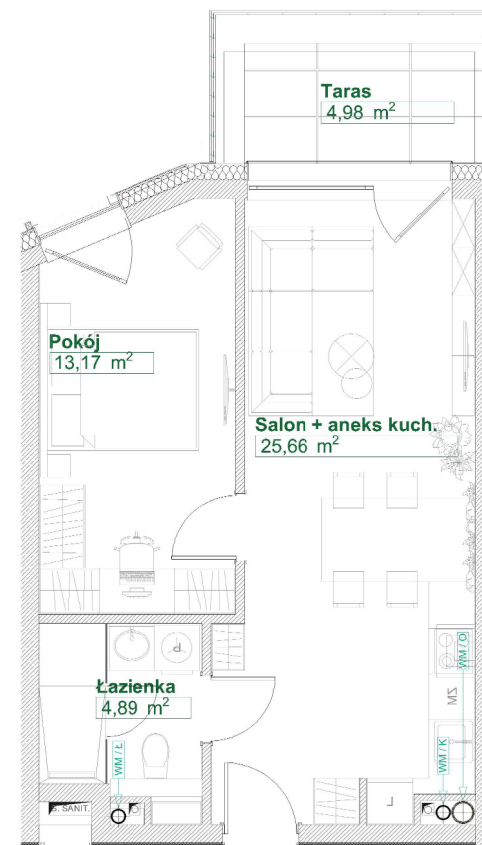 Taras
4,98 m²
Pokój
13,17 m²
Salon + aneks kuch.
25,66 m²
WM / O
Łazienka
4,89 m²
P
ZM
WM / Ł
WM / K
L
S. SANIT.